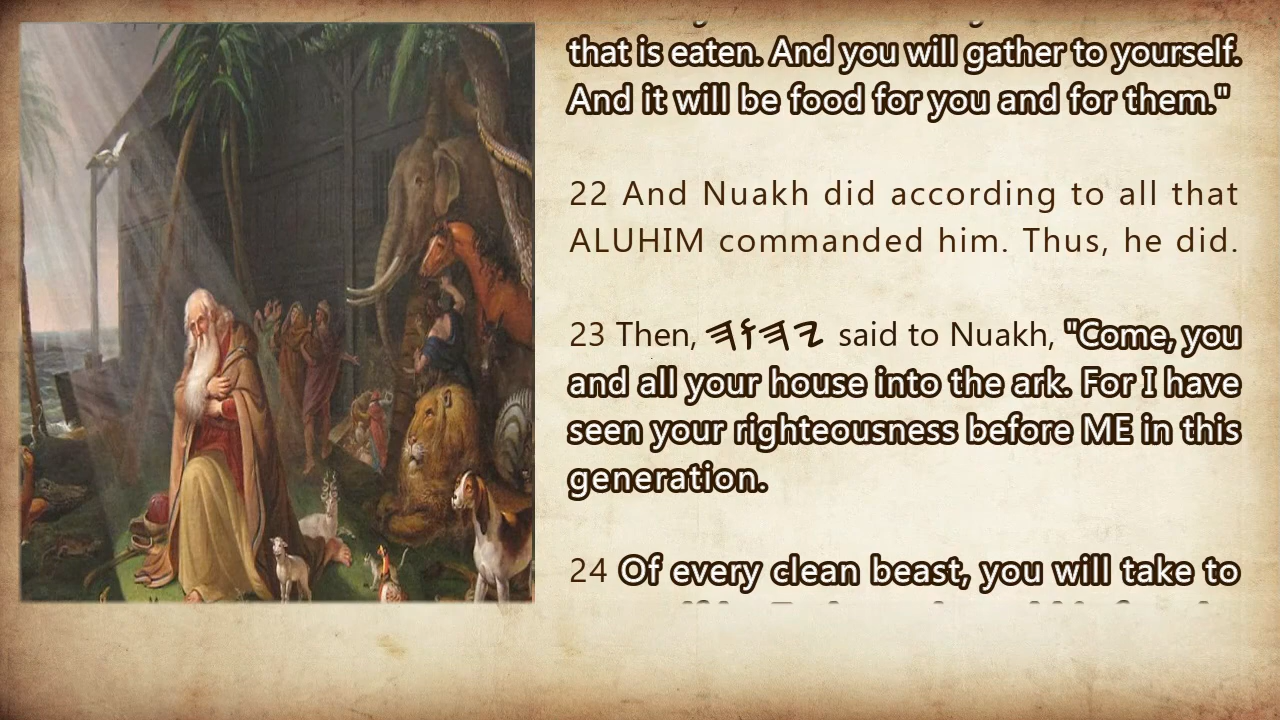 that is eaten. And you will gather to yourself.
And it will be food for you and for them."
22 And Nuakh did according to all that
ALUHIM commanded him. Thus, he did.
23 Then, 𐤉𐤄𐤅𐤄 said to Nuakh, "Come, you
and all your house into the ark. For I have
seen your righteousness before ME in this
generation.
24 Of every clean beast, you will take to